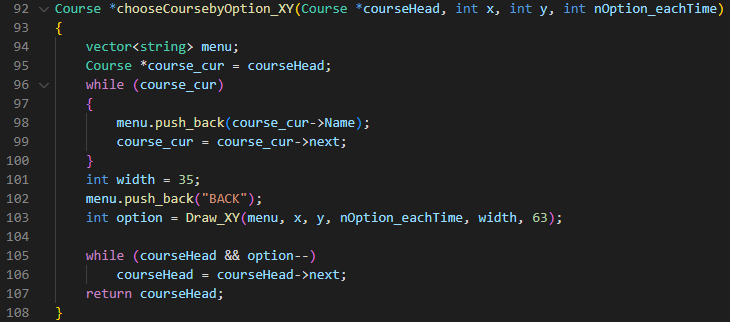 92 Course *chooseCoursebyOption_XY(Course *courseHead, int x, int y, int nOption_eachTime)
93 {
94     vector<string> menu;
95     Course *course_cur = courseHead;
96     while (course_cur)
97     {
98         menu.push_back(course_cur->Name);
99         course_cur = course_cur->next;
100     }
101     int width = 35;
102     menu.push_back("BACK");
103     int option = Draw_XY(menu, x, y, nOption_eachTime, width, 63);
104
105     while (courseHead && option--)
106         courseHead = courseHead->next;
107     return courseHead;
108 }